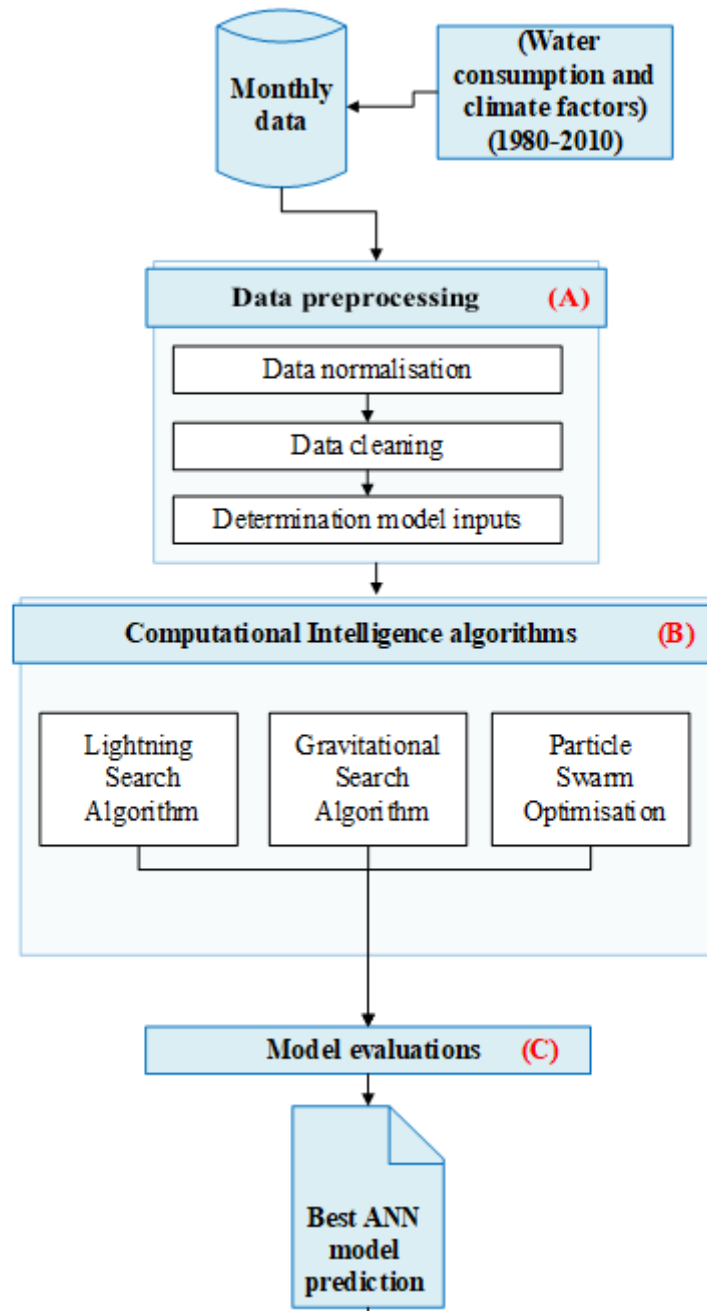 Monthly
data
(Water
consumption and
climate factors)
(1980-2010)
Data preprocessing (A)
Data normalisation
Data cleaning
Determination model inputs
Computational Intelligence algorithms (B)
Lightning
Search
Algorithm
Gravitational
Search
Algorithm
Particle
Swarm
Optimisation
Model evaluations (C)
Best ANN
model
prediction